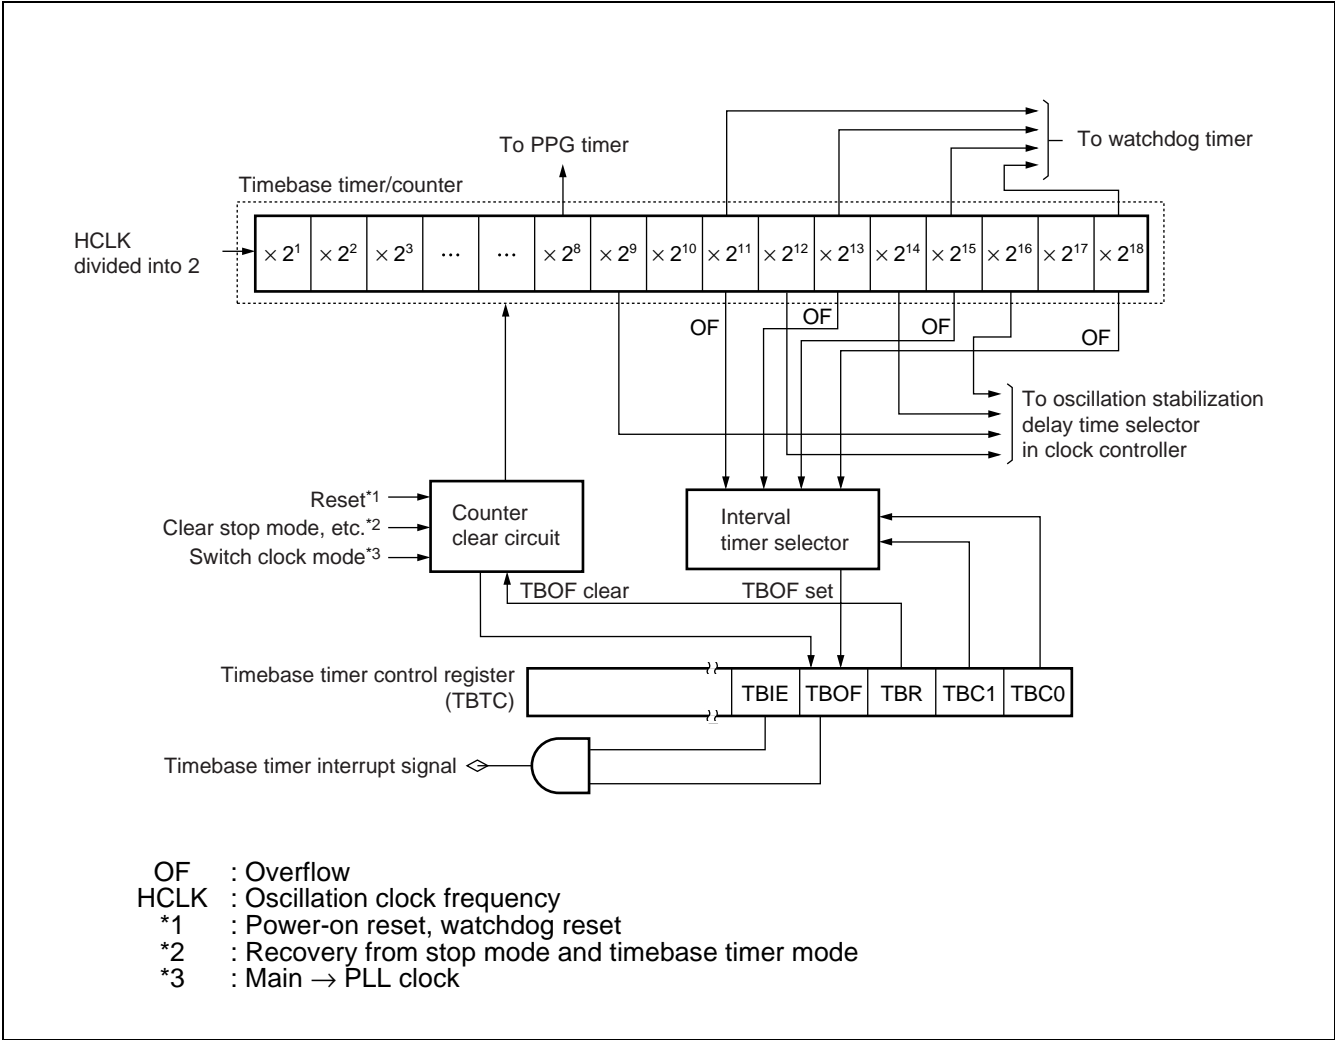 To PPG timer
To watchdog timer
Timebase timer/counter
HCLK
divided into 2
× 2¹ × 2² × 2³ ... ... × 2⁸ × 2⁹ × 2¹⁰ × 2¹¹ × 2¹² × 2¹³ × 2¹⁴ × 2¹⁵ × 2¹⁶ × 2¹⁷ × 2¹⁸
OF OF OF OF
To oscillation stabilization
delay time selector
in clock controller
Reset*1
Clear stop mode, etc.*2
Switch clock mode*3
Counter
clear circuit
Interval
timer selector
TBOF clear TBOF set
Timebase timer control register
(TBTC)
TBIE TBOF TBR TBC1 TBC0
Timebase timer interrupt signal
OF : Overflow
HCLK : Oscillation clock frequency
*1 : Power-on reset, watchdog reset
*2 : Recovery from stop mode and timebase timer mode
*3 : Main → PLL clock